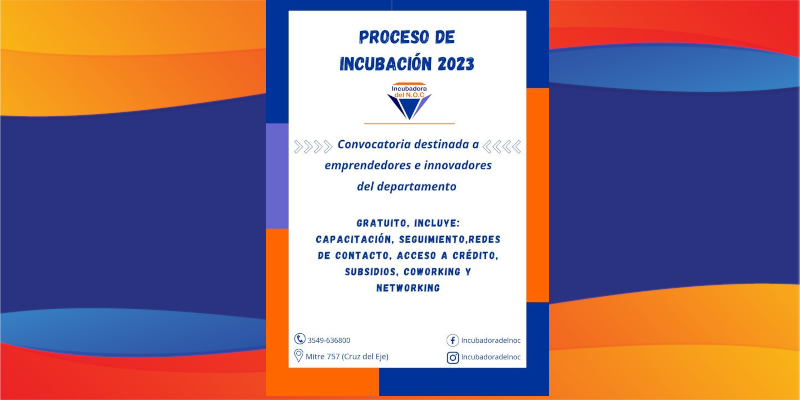 PROCESO DE
INCUBACIÓN 2023
Incubadora
del N.O.C
Convocatoria destinada a
emprendedores e innovadores
del departamento
GRATUITO, INCLUYE:
CAPACITACIÓN, SEGUIMIENTO,REDES
DE CONTACTO, ACCESO A CRÉDITO,
SUBSIDIOS, COWORKING Y
NETWORKING
3549-636800
Mitre 757 (Cruz del Eje)
Incubadoradelnoc
Incubadoradelnoc